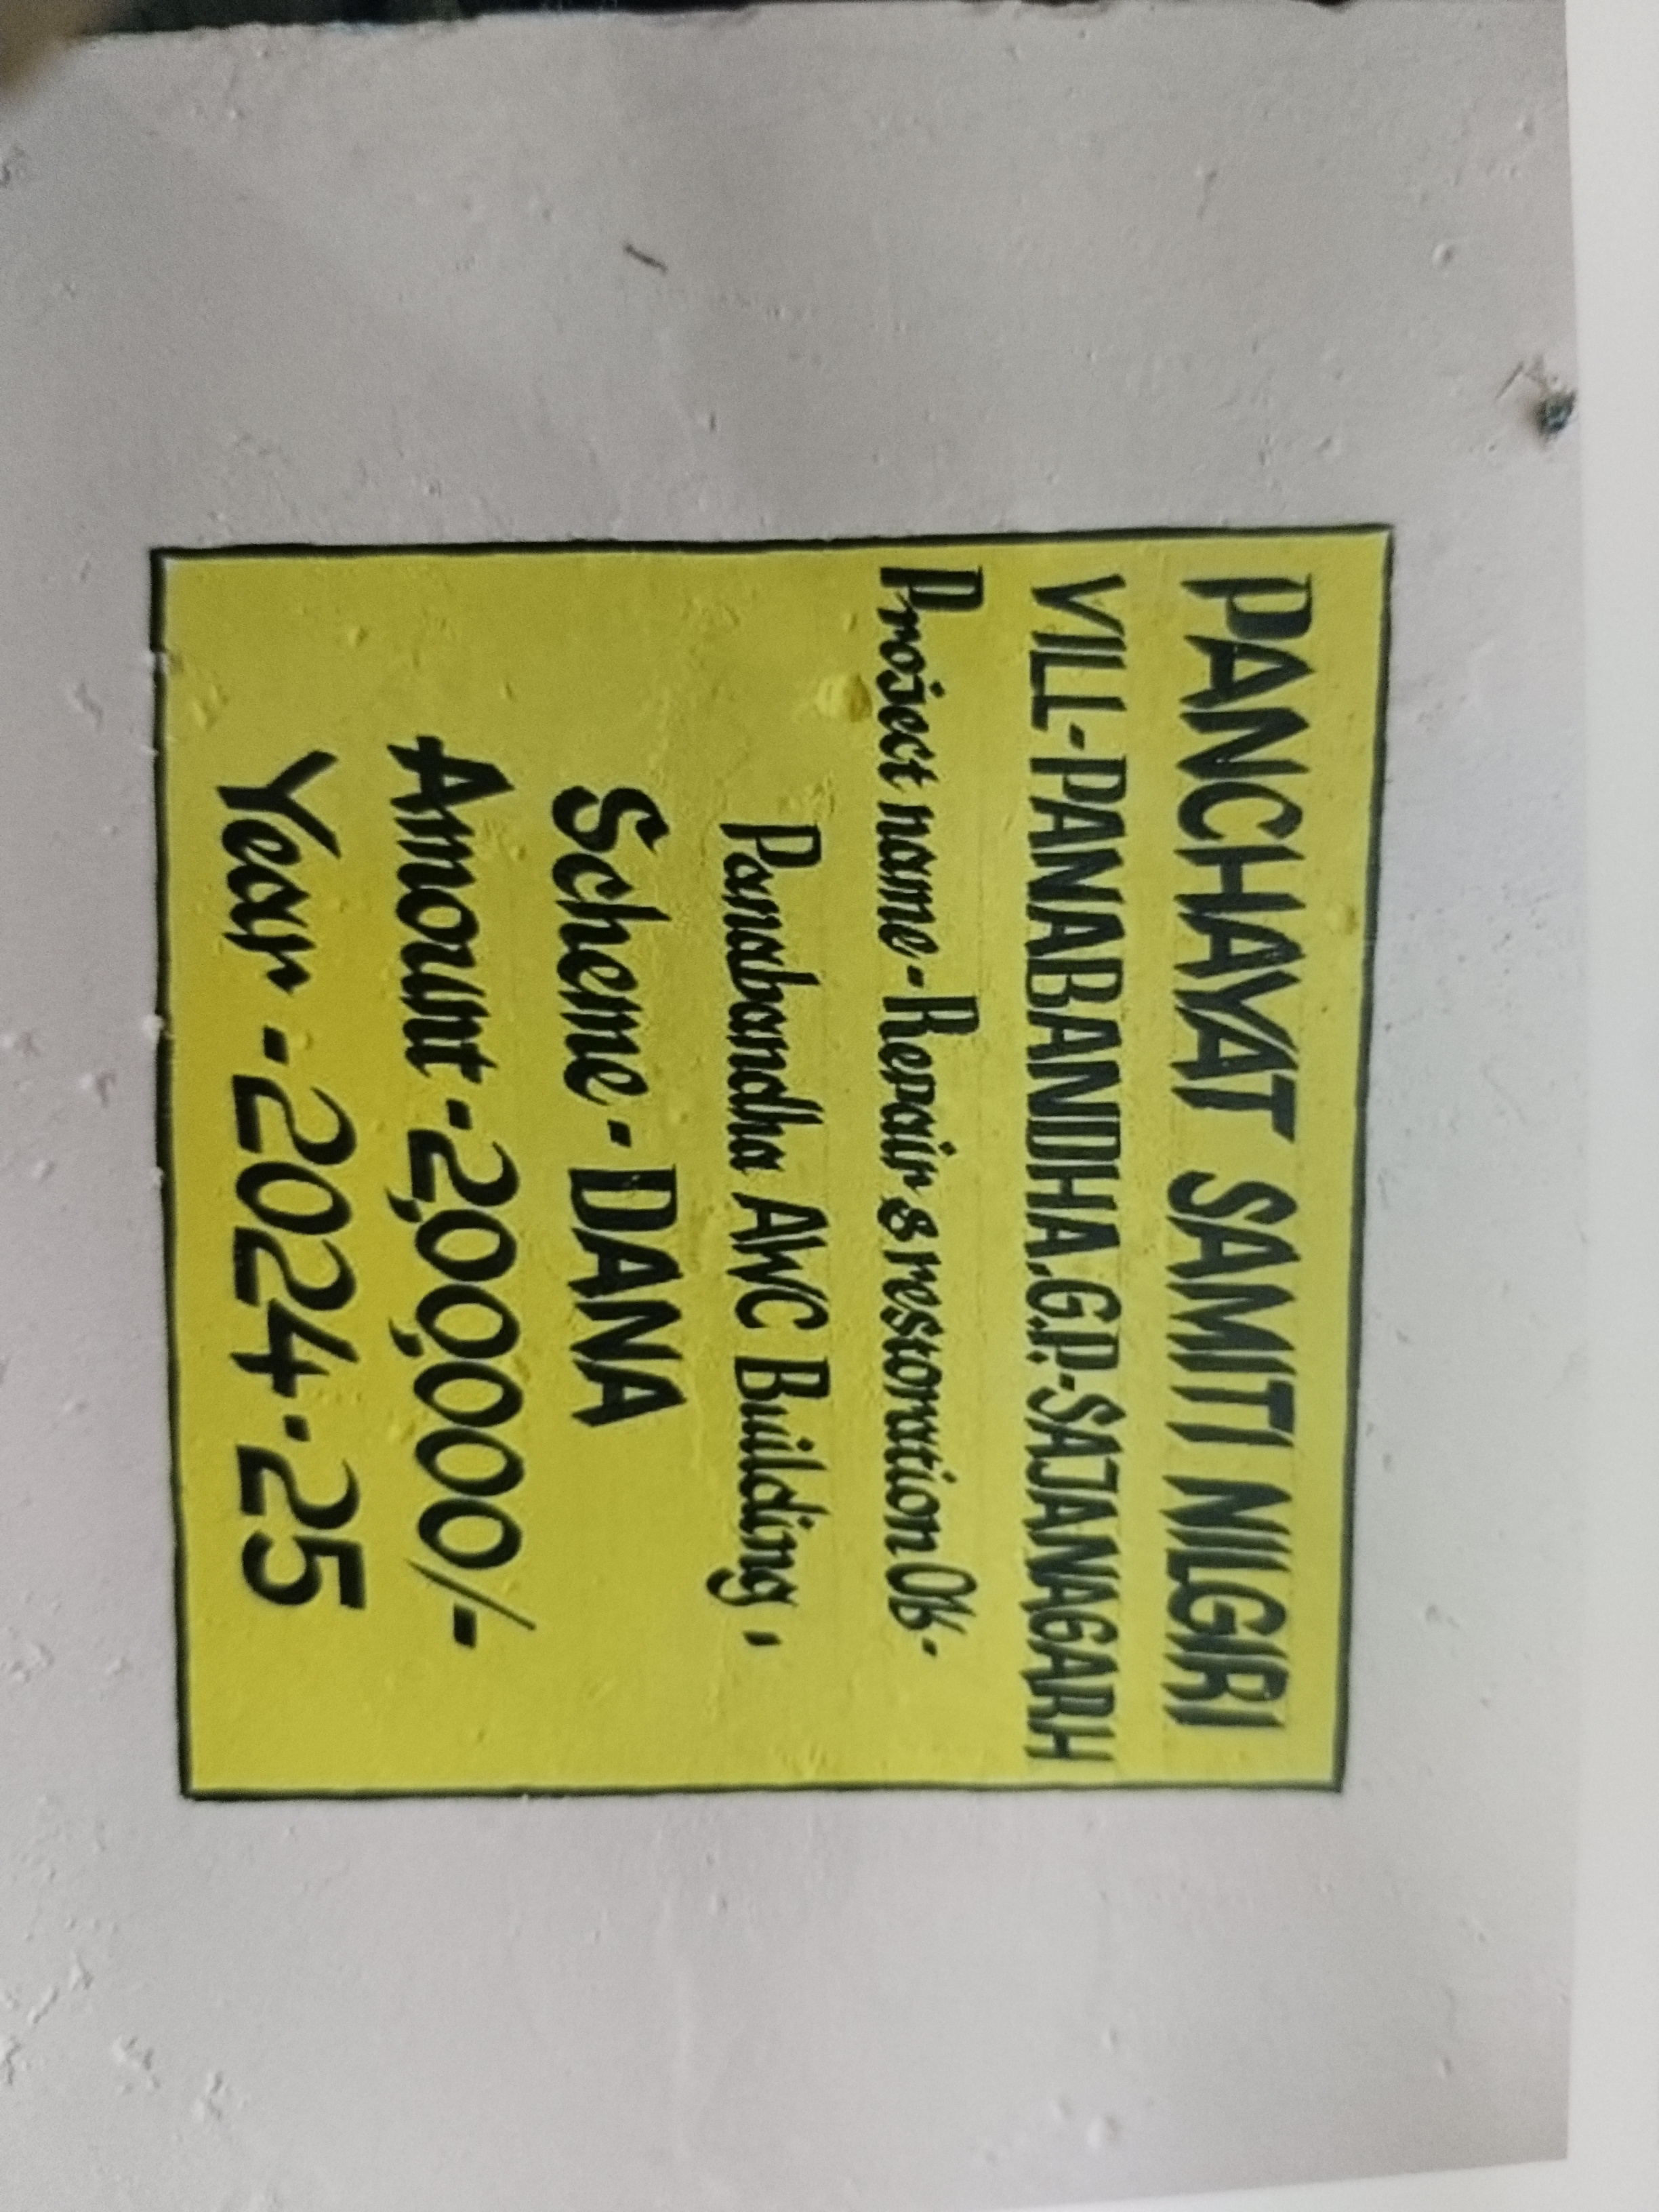 PANCHAYAT SAMITI NILGIRI
VILL-PANABANDHA, G.P.-SAJANAGARH
Project name-Repair & restoration Of-
Panabandha AWC Building,
Scheme-DANA
Amount-2,00,000/-
Year-2024-25